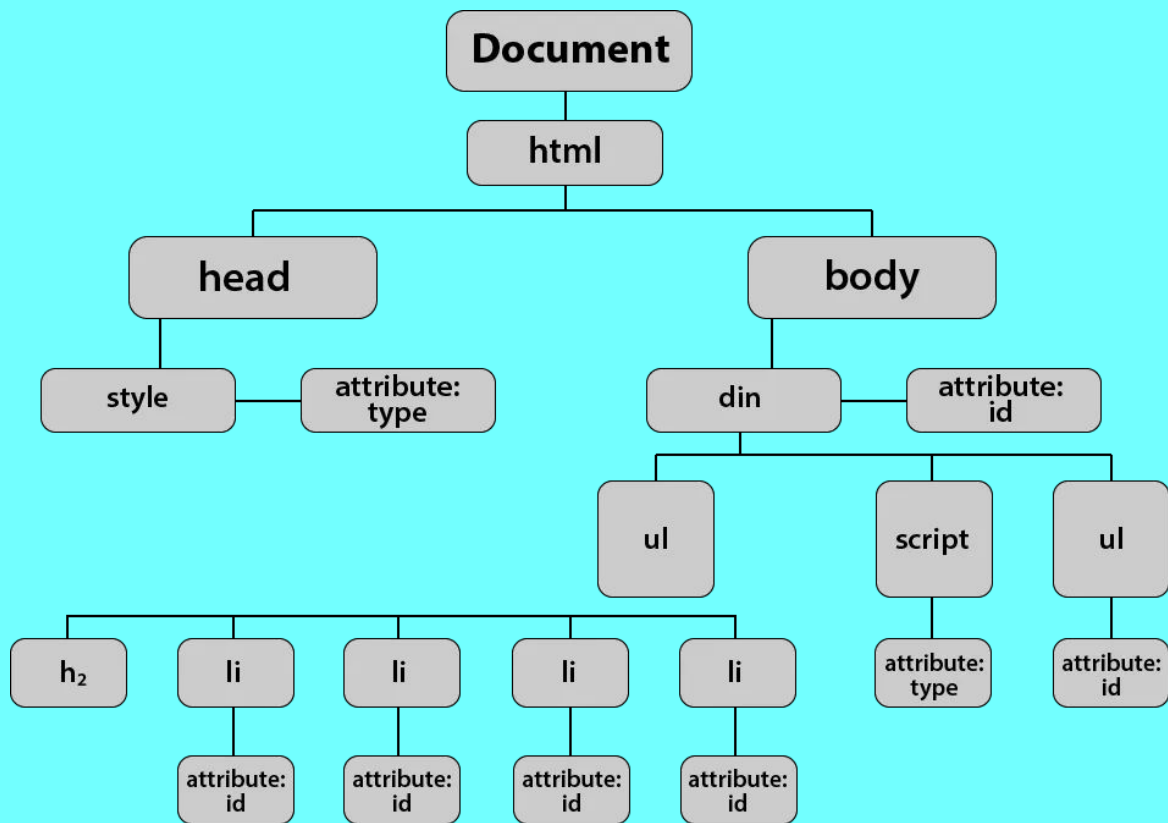 Document
html
head
body
style
attribute:
type
din
attribute:
id
ul
script
ul
h₂
li
li
li
li
attribute:
type
attribute:
id
attribute:
id
attribute:
id
attribute:
id
attribute:
id